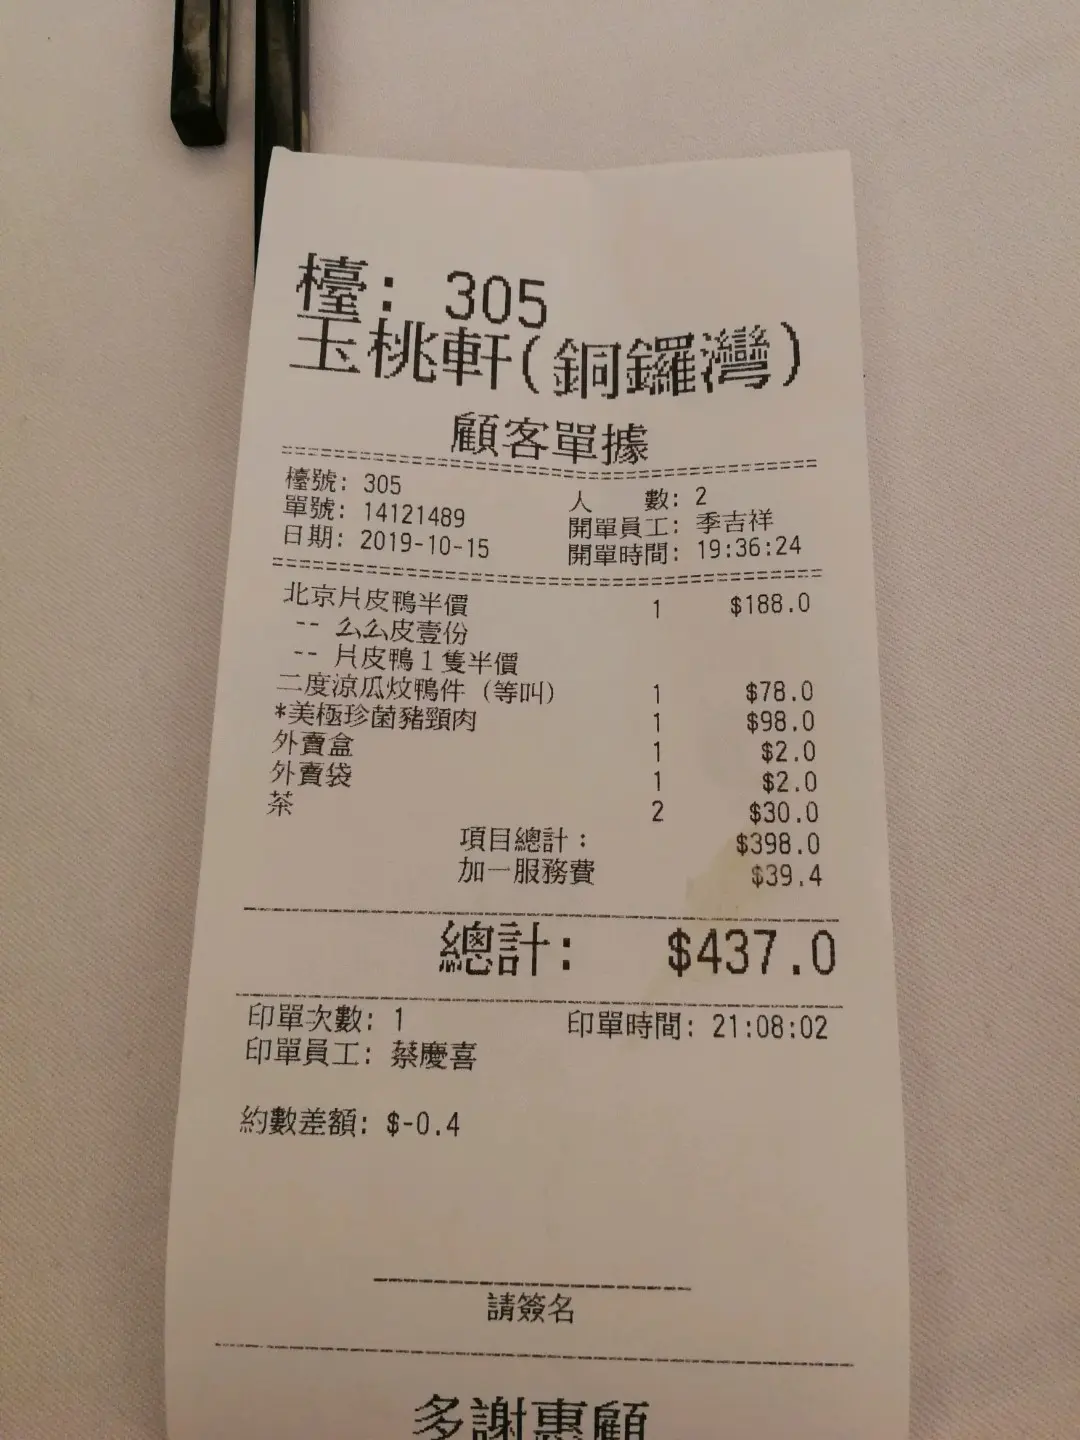 檯: 305
玉桃軒(銅鑼灣)
顧客單據
檯號: 305 人 數: 2
單號: 14121489 開單員工: 季吉祥
日期: 2019-10-15 開單時間: 19:36:24
北京片皮鴨半價 1 $188.0
-- 么么皮壹份
-- 片皮鴨1隻半價
二度涼瓜炆鴨件 (等叫) 1 $78.0
*美極珍菌豬頸肉 1 $98.0
外賣盒 1 $2.0
外賣袋 1 $2.0
茶 2 $30.0
項目總計: $398.0
加一服務費 $39.4
總計: $437.0
印單次數: 1 印單時間: 21:08:02
印單員工: 蔡慶喜
約數差額: $-0.4
請簽名
多謝惠顧